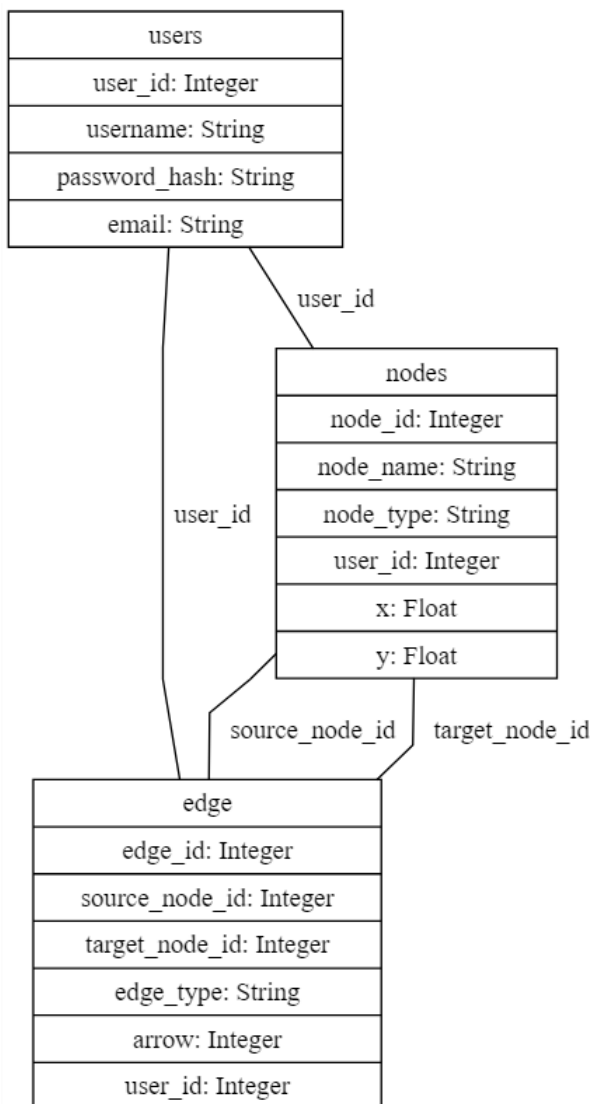 users
user_id: Integer
username: String
password_hash: String
email: String
user_id
nodes
node_id: Integer
node_name: String
node_type: String
user_id: Integer
x: Float
y: Float
user_id
source_node_id
target_node_id
edge
edge_id: Integer
source_node_id: Integer
target_node_id: Integer
edge_type: String
arrow: Integer
user_id: Integer